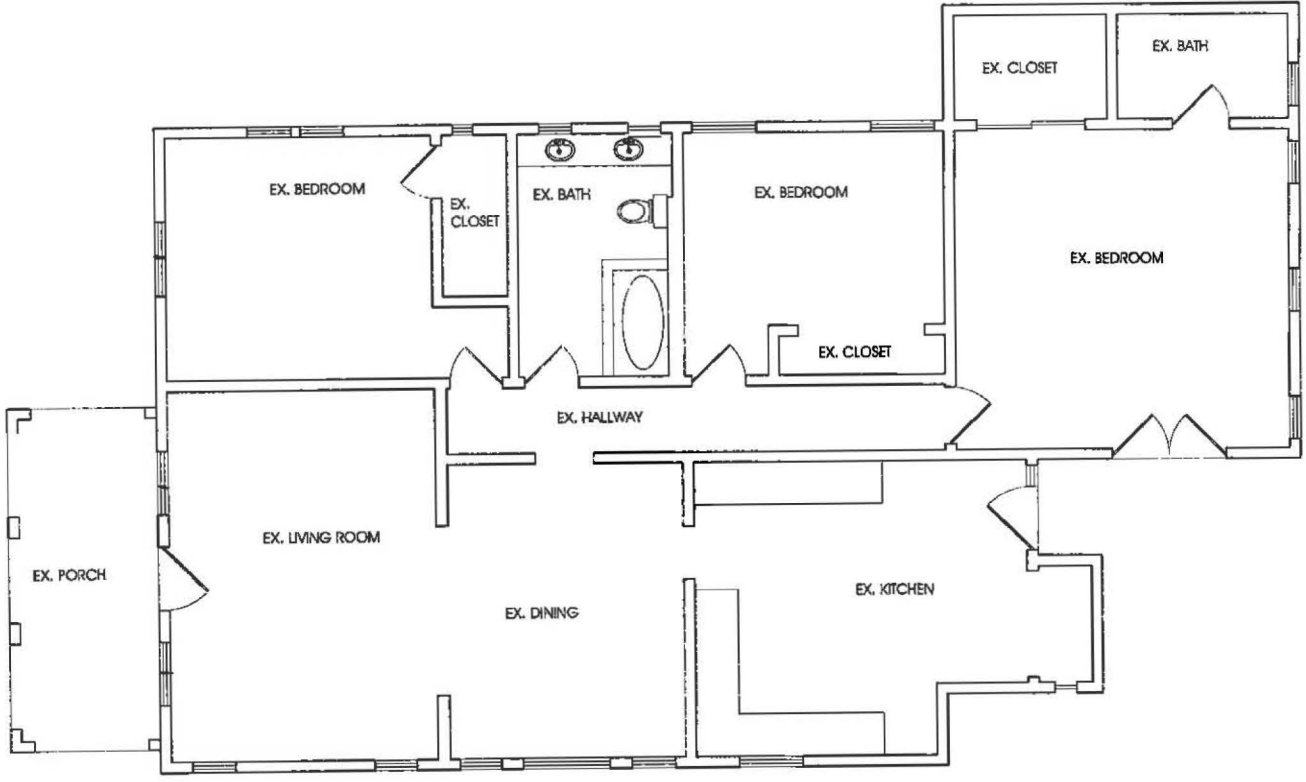 EX. CLOSET
EX. BATH
EX. BEDROOM
EX.
CLOSET
EX. BATH
EX. BEDROOM
EX. BEDROOM
EX. CLOSET
EX. HALLWAY
EX. LIVING ROOM
EX. PORCH
EX. DINING
EX. KITCHEN